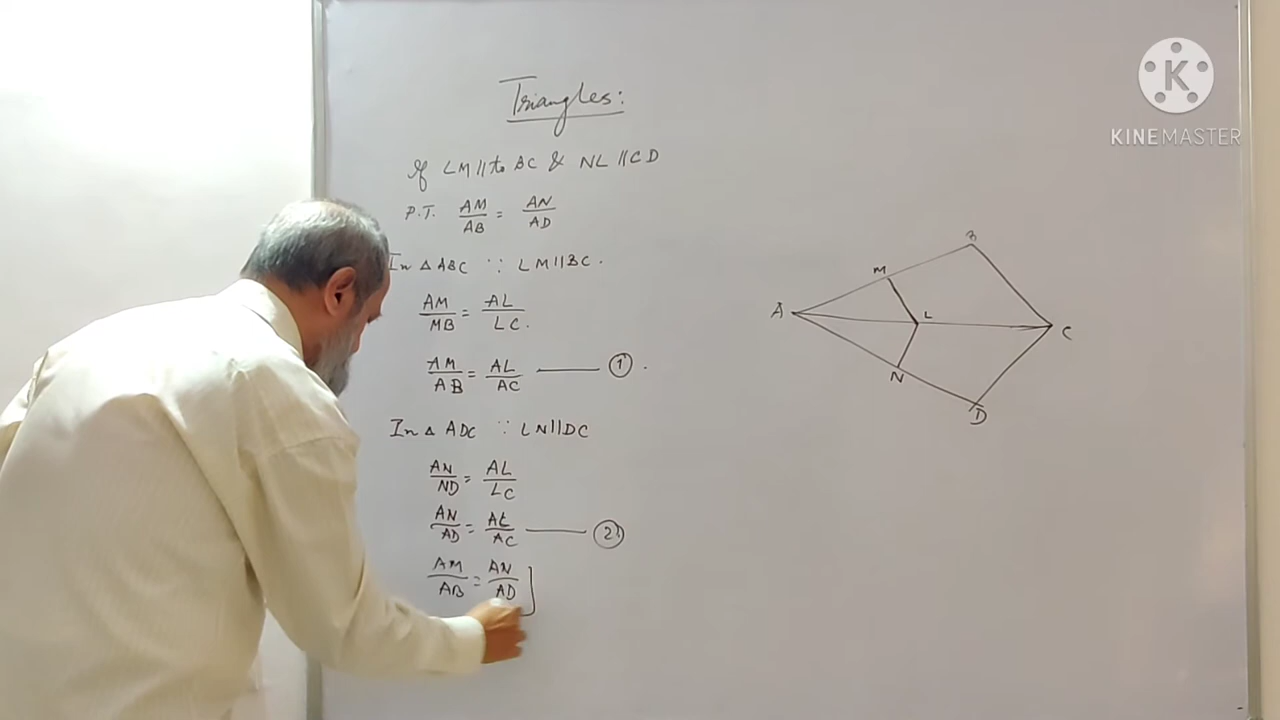 Triangles:
If LM // to BC & NL // CD
P.T. AM/AB = AN/AD
In △ ABC ∵ LM // BC.
AM/MB = AL/LC.
AM/AB = AL/AC —— ① .
In △ ADC ∵ LN // DC
AN/ND = AL/LC
AN/AD = AL/AC —— ②
AM/AB = AN/AD ]
B
M
A
L
C
N
D
K
KINEMASTER